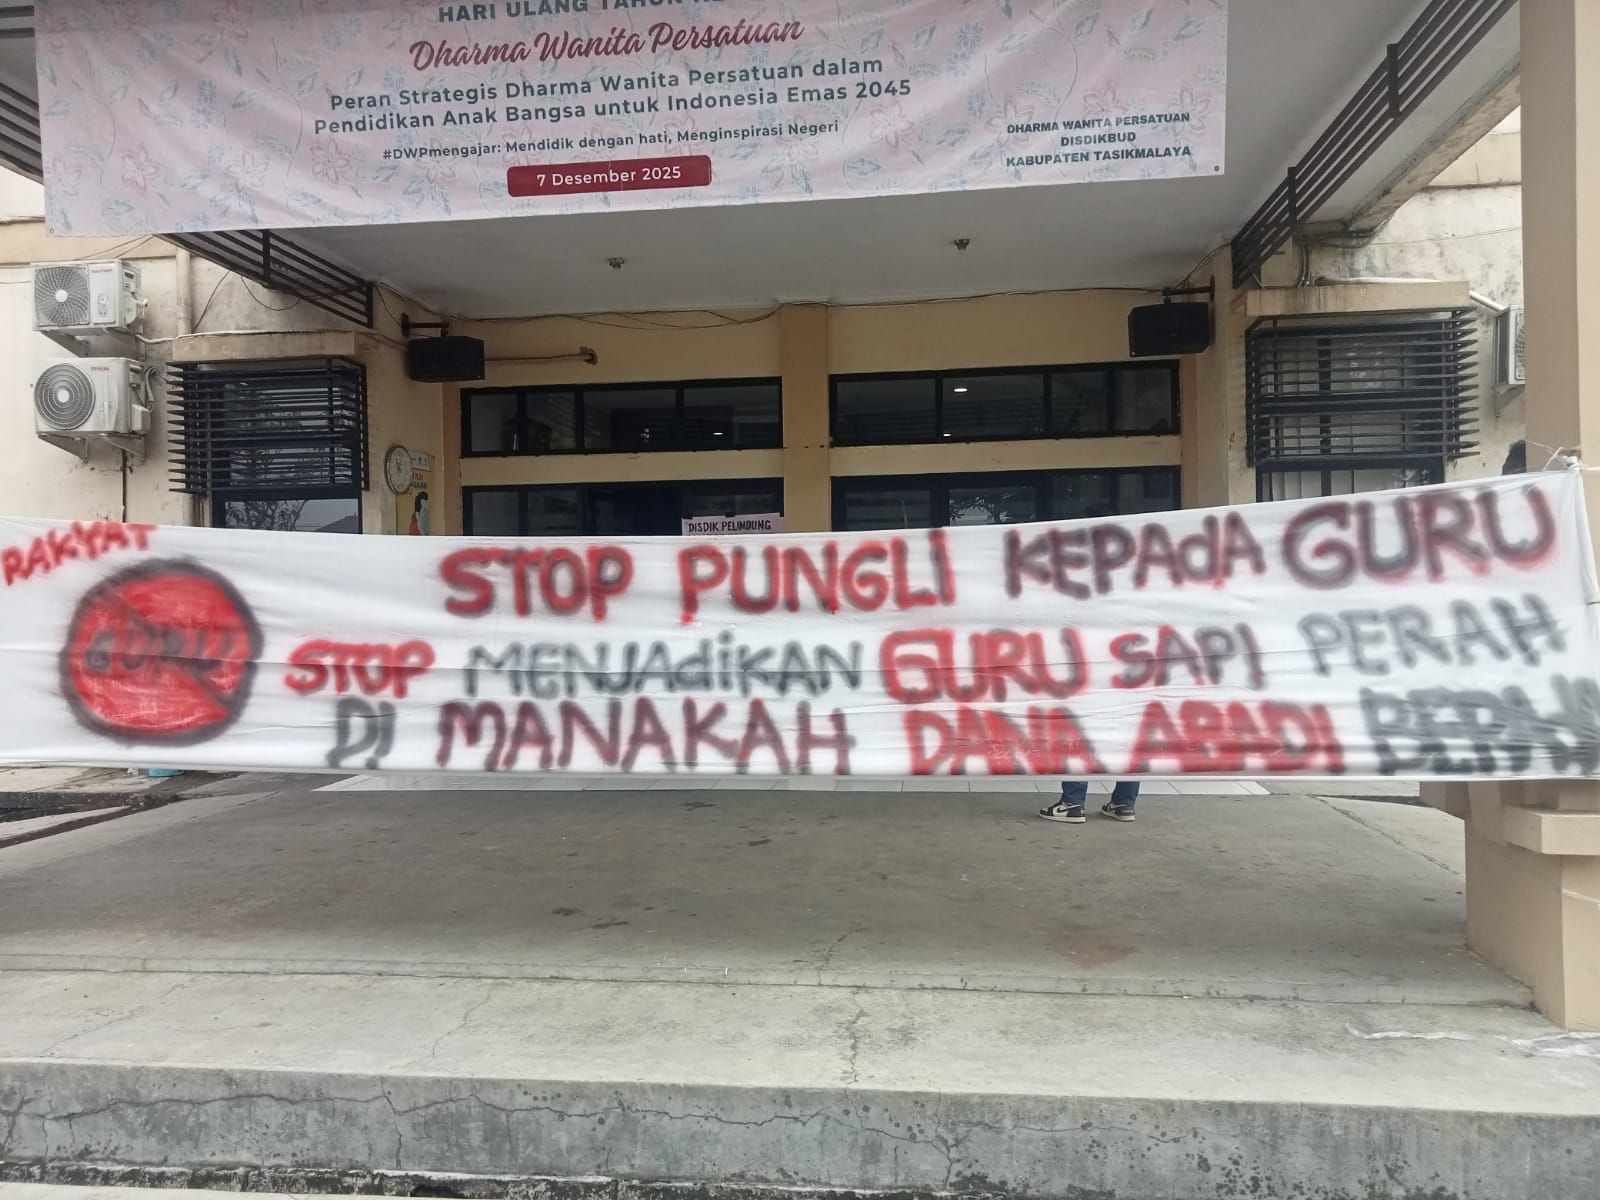 HARI ULANG TAHUN
Dharma Wanita Persatuan
Peran Strategis Dharma Wanita Persatuan dalam
Pendidikan Anak Bangsa untuk Indonesia Emas 2045
#DWPmengajar: Mendidik dengan hati, Menginspirasi Negeri
7 Desember 2025
DHARMA WANITA PERSATUAN
DISDIKBUD
KABUPATEN TASIKMALAYA
DISDIK PELINDUNG
RAKYAT
GURU
STOP PUNGLI KEPAdA GURU
STOP MENJAdiKAN GURU SAPI PERAH
DI MANAKAH DANA ABADI